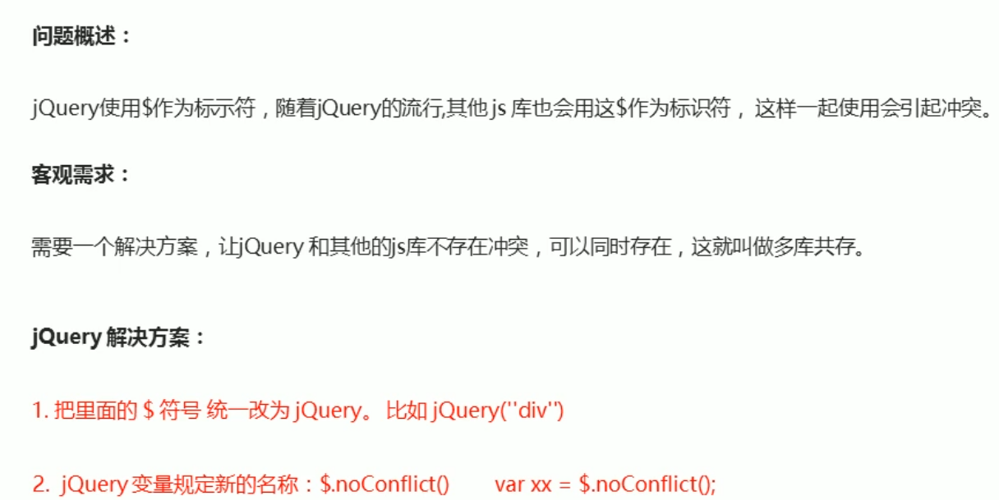 问题概述：
jQuery使用$作为标示符，随着jQuery的流行,其他 js 库也会用这$作为标识符， 这样一起使用会引起冲突。
客观需求：
需要一个解决方案，让jQuery 和其他的js库不存在冲突，可以同时存在，这就叫做多库共存。
jQuery 解决方案：
1. 把里面的 $ 符号 统一改为 jQuery。 比如 jQuery(''div'')
2. jQuery 变量规定新的名称：$.noConflict() var xx = $.noConflict();